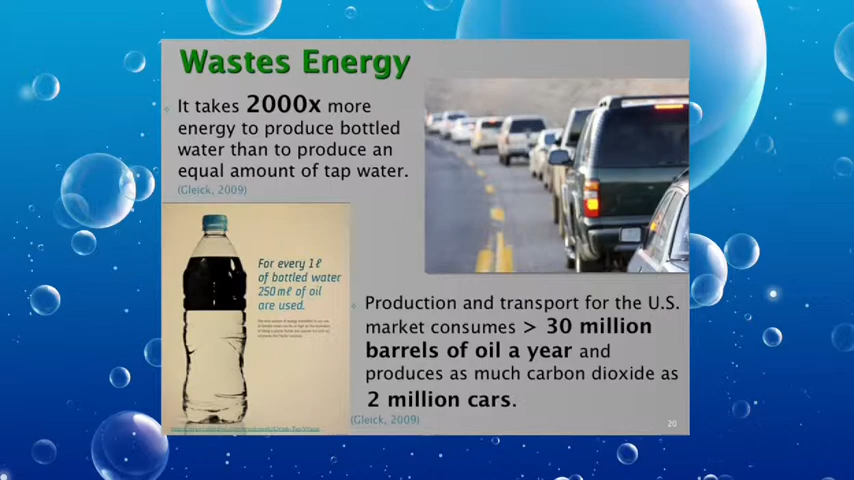 Wastes Energy
It takes 2000x more
energy to produce bottled
water than to produce an
equal amount of tap water.
(Gleick, 2009)
For every 1ℓ
of bottled water
250mℓ of oil
are used.
Production and transport for the U.S.
market consumes > 30 million
barrels of oil a year and
produces as much carbon dioxide as
2 million cars.
(Gleick, 2009)
20